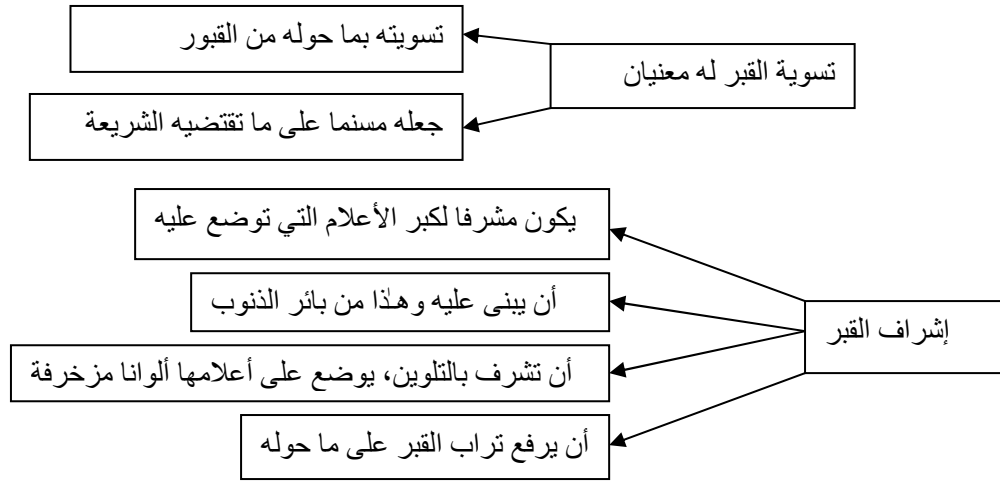 تسوية القبر له معنيان
تسويته بما حوله من القبور
جعله مسنما على ما تقتضيه الشريعة
إشراف القبر
يكون مشرفا لكبر الأعلام التي توضع عليه
أن يبنى عليه وهذا من بائر الذنوب
أن تشرف بالتلوين، يوضع على أعلامها ألوانا مزخرفة
أن يرفع تراب القبر على ما حوله